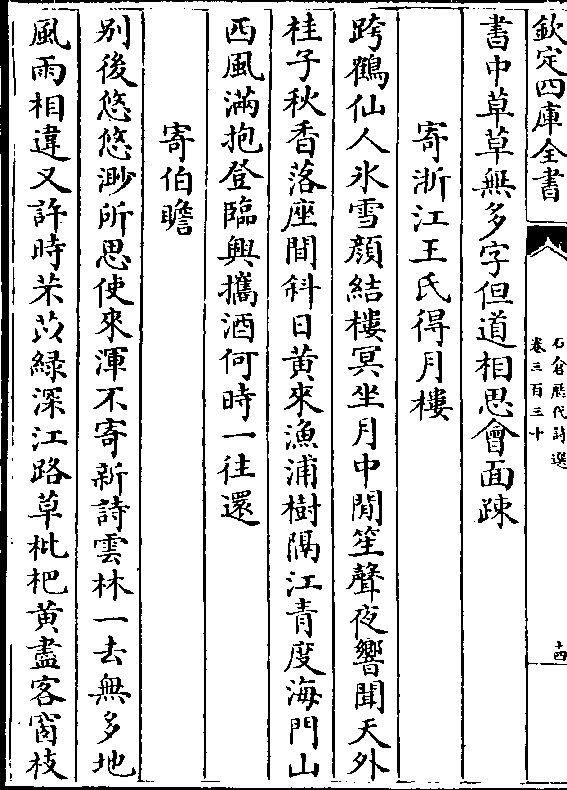 欽定四庫全書
石倉歷代詩選
卷三百三十
十四
書中草草無多字但道相思會面踈
寄浙江王氏得月樓
跨鶴仙人氷雪顔結樓冥坐月中閒笙聲夜響聞天外
桂子秋香落座間斜日黄來漁浦樹隔江青度海門山
西風滿抱登臨興攜酒何時一往還
寄伯瞻
别後悠悠渺所思使來渾不寄新詩雲林一去無多地
風雨相違又許時苤苡緑深江路草枇杷黄盡客窗枝